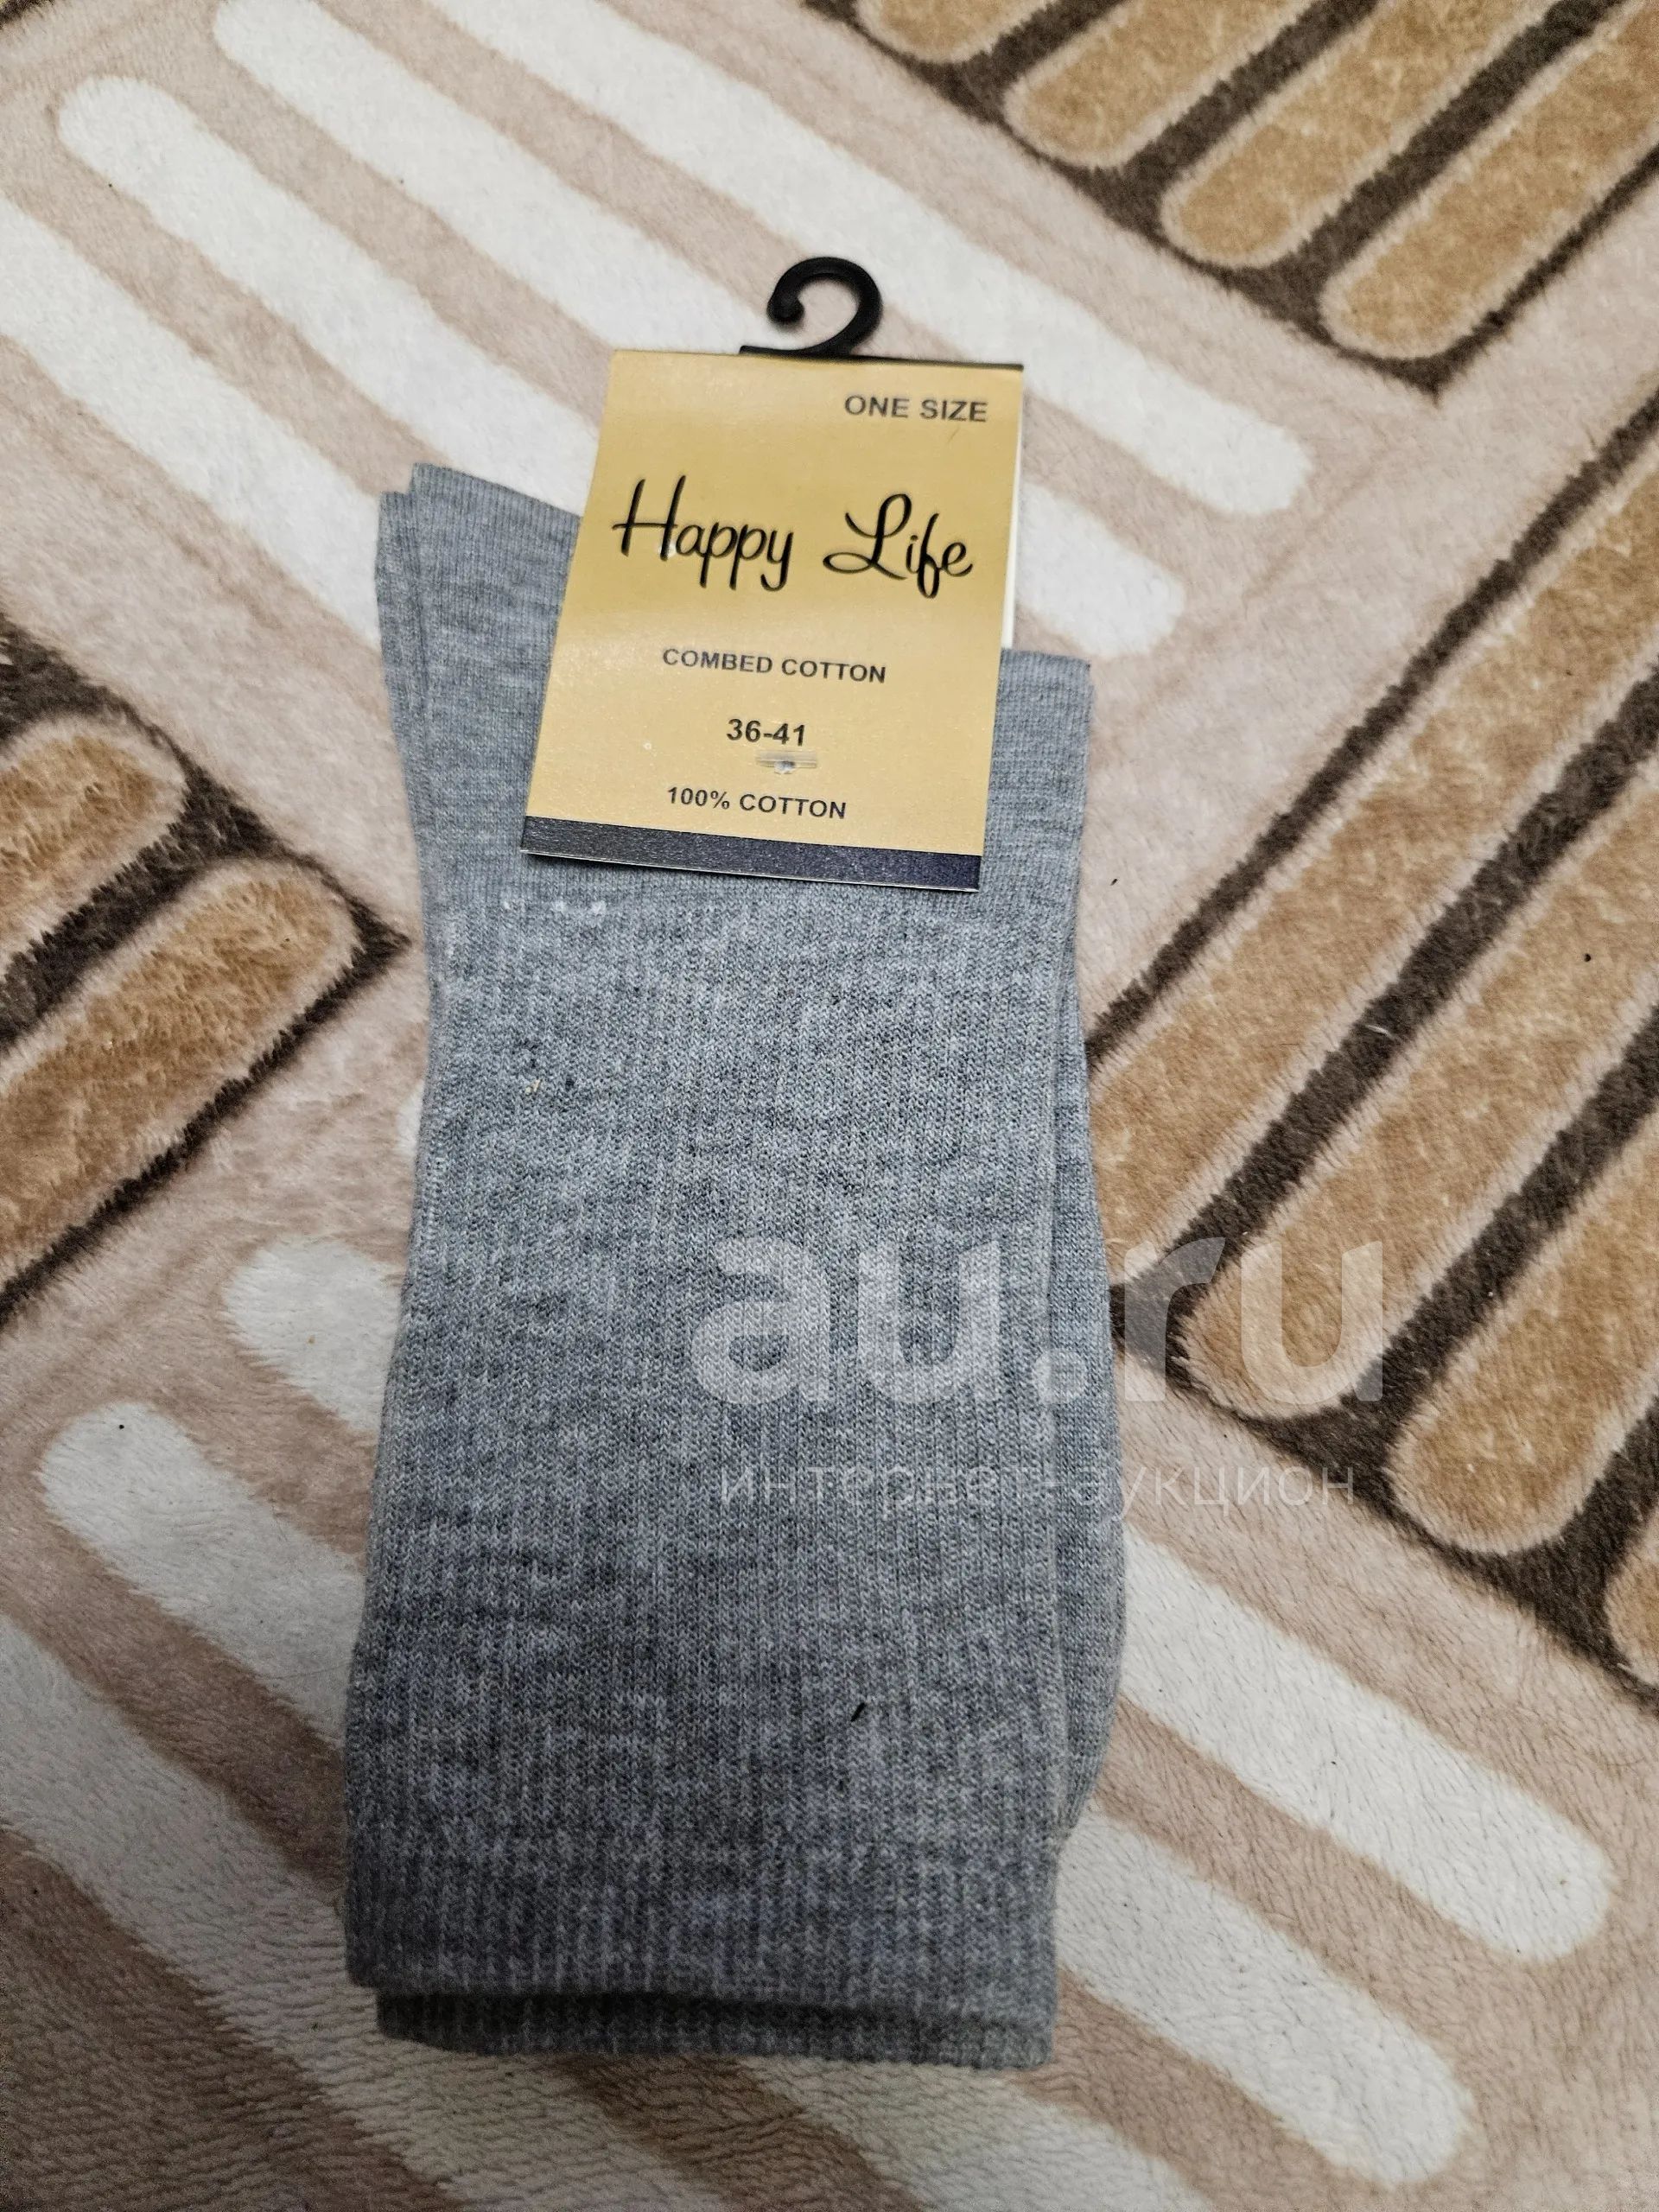 ONE SIZE
Happy Life
COMBED COTTON
36-41
100% COTTON
au.ru
интернет-аукцион